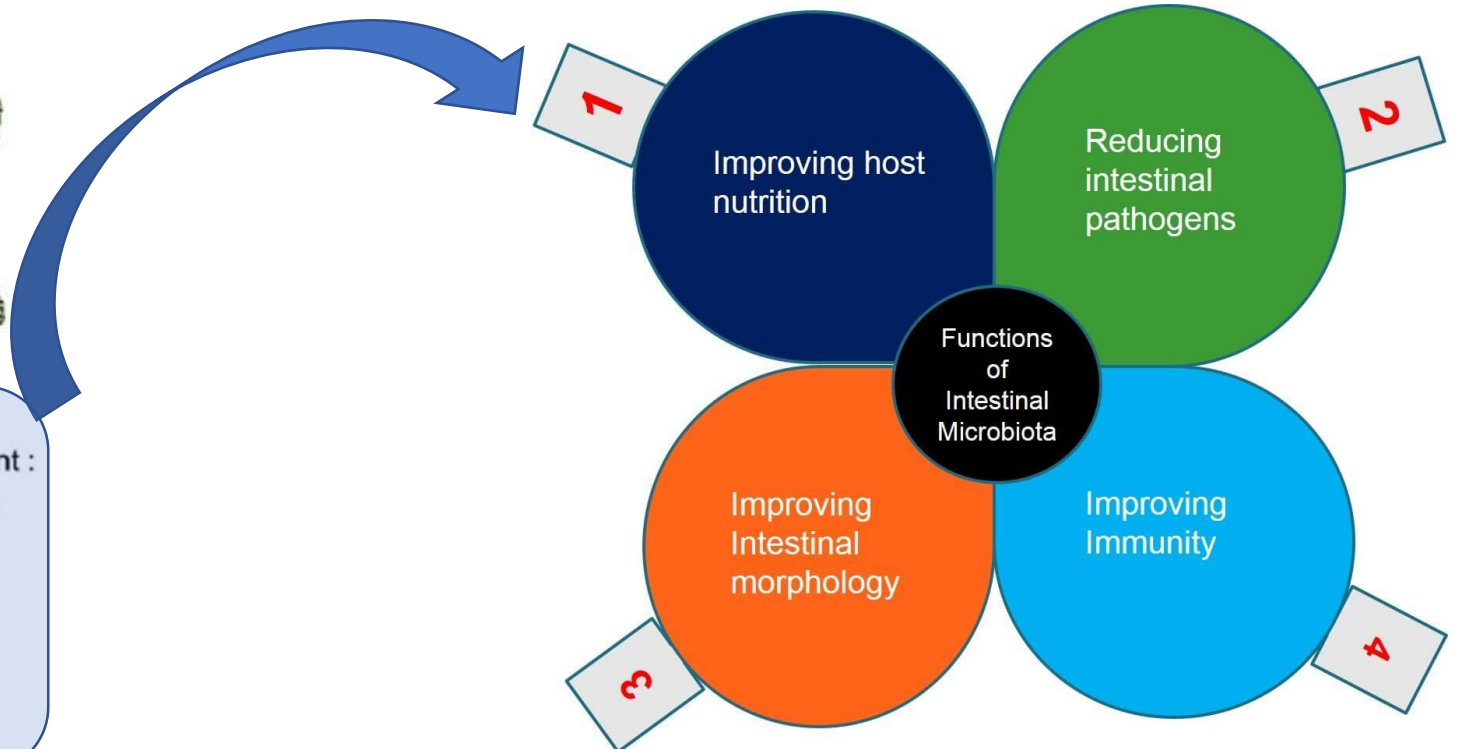 1
Improving host
nutrition
2
Reducing
intestinal
pathogens
Functions
of
Intestinal
Microbiota
nt :
3
Improving
Intestinal
morphology
4
Improving
Immunity